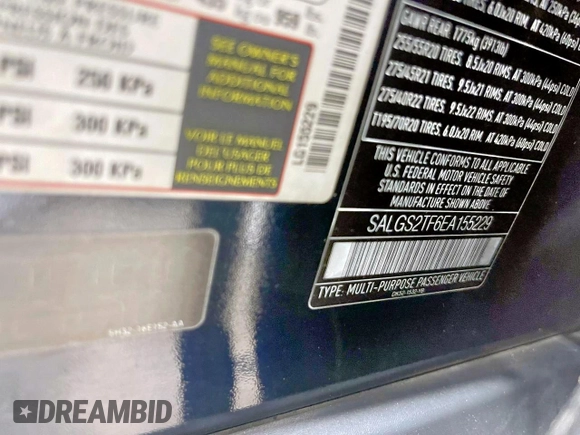 PRESSURE
PSI 250 KPa
PSI 300 KPa
PSI 300 KPa
SEE OWNER'S
MANUAL FOR
ADDITIONAL
INFORMATION
VOIR LE MANUEL
DE L'USAGER
POUR PLUS DE
RENSEIGNEMENTS
LG155229
GAWR REAR 1775kg (3913lb)
255/55R20 TIRES, 8.5Jx20 RIMS, AT 300kPa (44psi) COLD
275/45R21 TIRES, 9.5Jx21 RIMS, AT 300kPa (44psi) COLD
275/40R22 TIRES, 9.5Jx22 RIMS, AT 300kPa (44psi) COLD
T195/70R20 TIRES, 6.0Jx20 RIM, AT 420kPa (60psi) COLD
THIS VEHICLE CONFORMS TO ALL APPLICABLE
U.S. FEDERAL MOTOR VEHICLE SAFETY
STANDARDS IN EFFECT ON THE DATE OF
MANUFACTURE SHOWN ABOVE.
SALGS2TF6EA155229
TYPE: MULTI-PURPOSE PASSENGER VEHICLE
DREAMBID